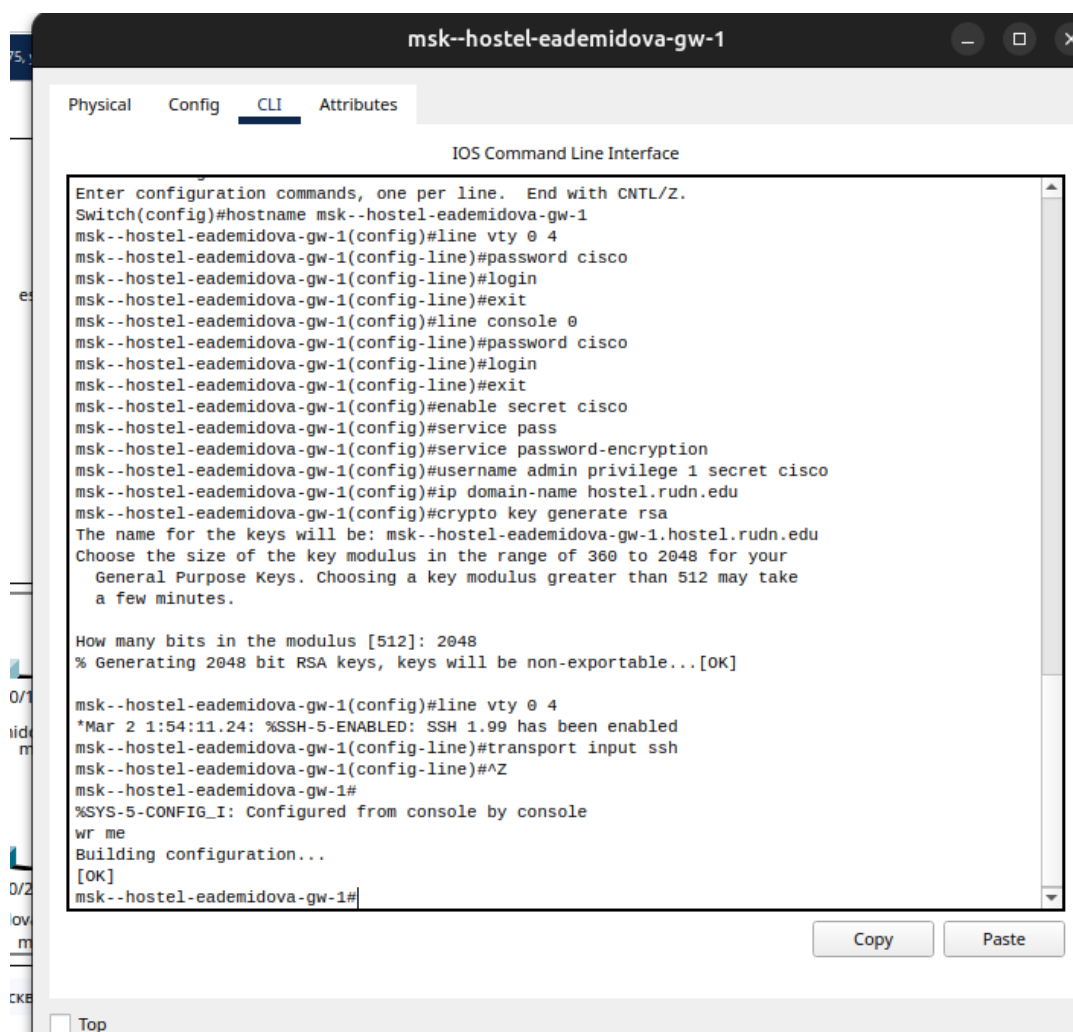 msk--hostel-eademidova-gw-1
75,
Physical Config CLI Attributes
IOS Command Line Interface
Enter configuration commands, one per line. End with CNTL/Z.
Switch(config)#hostname msk--hostel-eademidova-gw-1
msk--hostel-eademidova-gw-1(config)#line vty 0 4
msk--hostel-eademidova-gw-1(config-line)#password cisco
msk--hostel-eademidova-gw-1(config-line)#login
msk--hostel-eademidova-gw-1(config-line)#exit
msk--hostel-eademidova-gw-1(config)#line console 0
msk--hostel-eademidova-gw-1(config-line)#password cisco
msk--hostel-eademidova-gw-1(config-line)#login
msk--hostel-eademidova-gw-1(config-line)#exit
msk--hostel-eademidova-gw-1(config)#enable secret cisco
msk--hostel-eademidova-gw-1(config)#service pass
msk--hostel-eademidova-gw-1(config)#service password-encryption
msk--hostel-eademidova-gw-1(config)#username admin privilege 1 secret cisco
msk--hostel-eademidova-gw-1(config)#ip domain-name hostel.rudn.edu
msk--hostel-eademidova-gw-1(config)#crypto key generate rsa
The name for the keys will be: msk--hostel-eademidova-gw-1.hostel.rudn.edu
Choose the size of the key modulus in the range of 360 to 2048 for your
General Purpose Keys. Choosing a key modulus greater than 512 may take
a few minutes.
How many bits in the modulus [512]: 2048
% Generating 2048 bit RSA keys, keys will be non-exportable...[OK]
msk--hostel-eademidova-gw-1(config)#line vty 0 4
*Mar 2 1:54:11.24: %SSH-5-ENABLED: SSH 1.99 has been enabled
msk--hostel-eademidova-gw-1(config-line)#transport input ssh
msk--hostel-eademidova-gw-1(config-line)#^Z
msk--hostel-eademidova-gw-1#
%SYS-5-CONFIG_I: Configured from console by console
wr me
Building configuration...
[OK]
msk--hostel-eademidova-gw-1#
es
0/1
m
0/2
ova
m
Copy Paste
Top